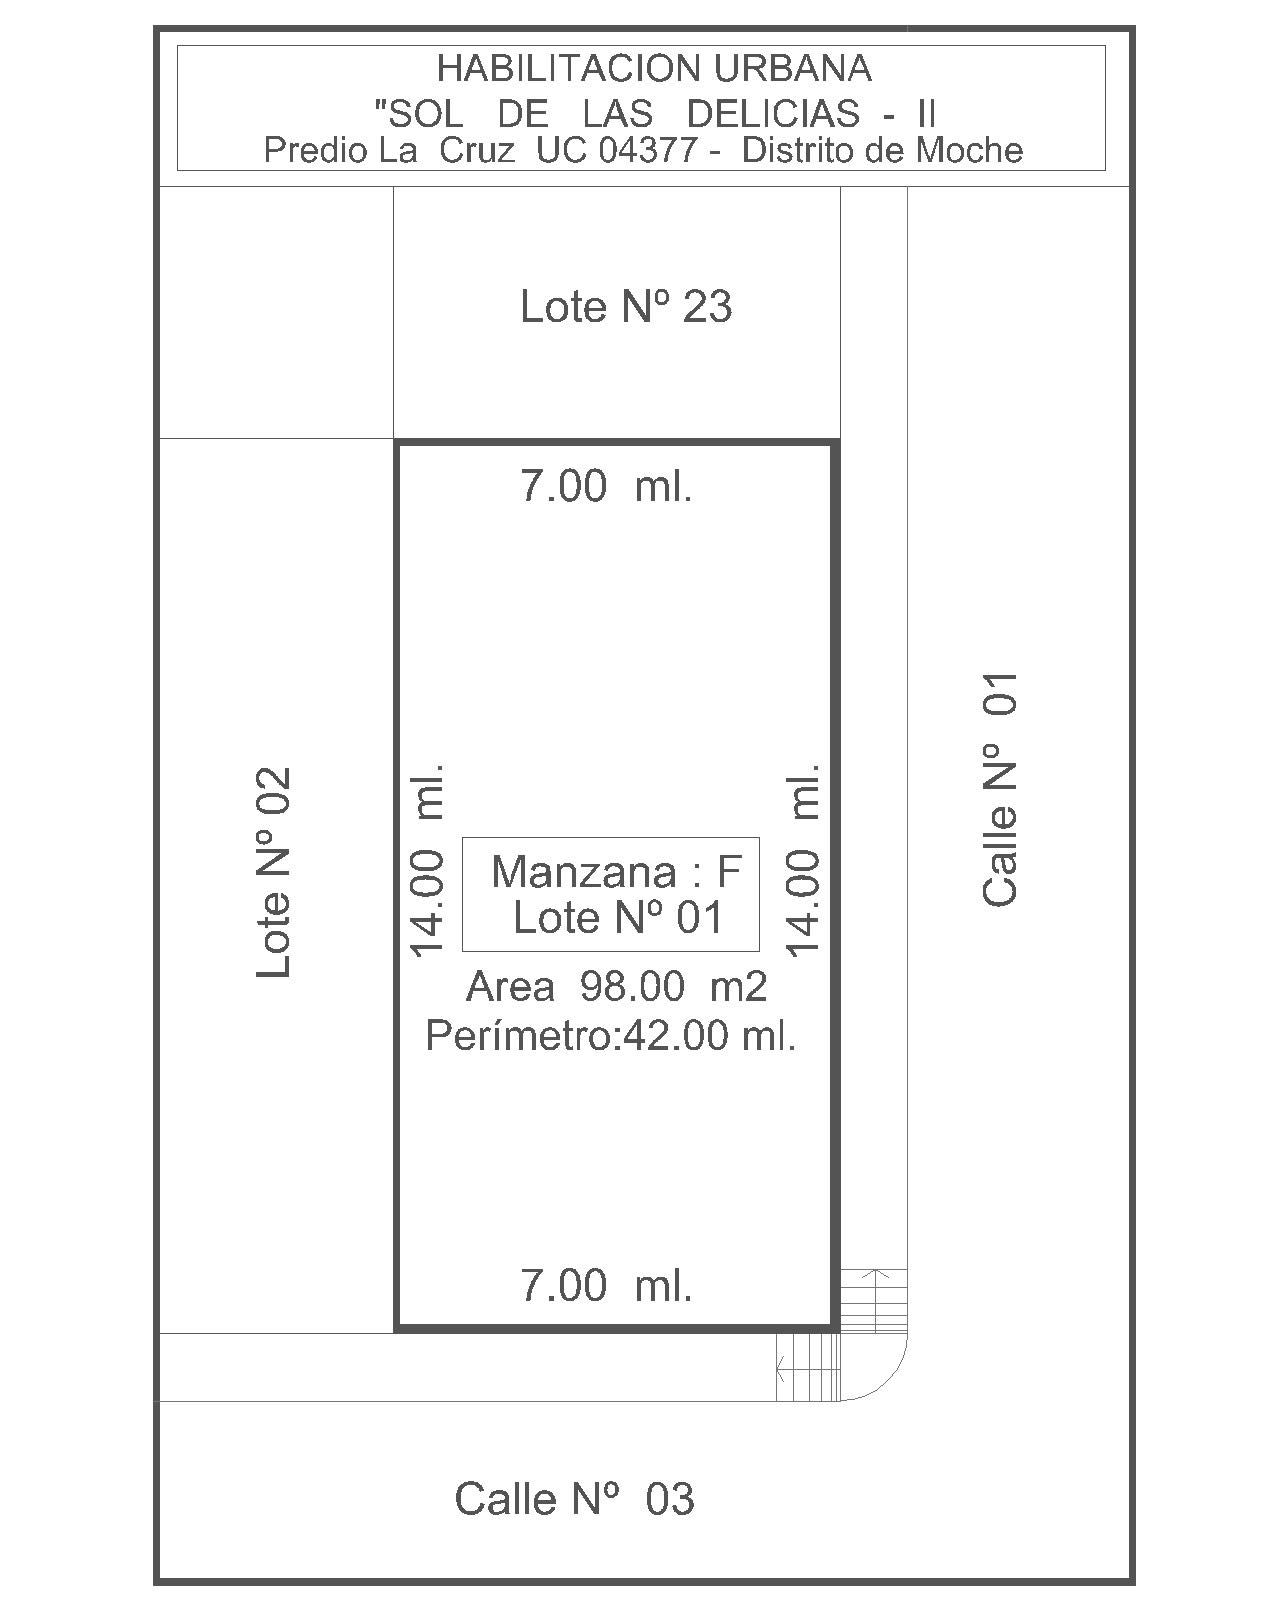 HABILITACION URBANA
"SOL DE LAS DELICIAS - II
Predio La Cruz UC 04377 - Distrito de Moche
Lote Nº 23
7.00 ml.
Lote Nº 02
14.00 ml.
Manzana : F
Lote Nº 01
Area 98.00 m2
Perímetro:42.00 ml.
14.00 ml.
Calle Nº 01
7.00 ml.
Calle Nº 03